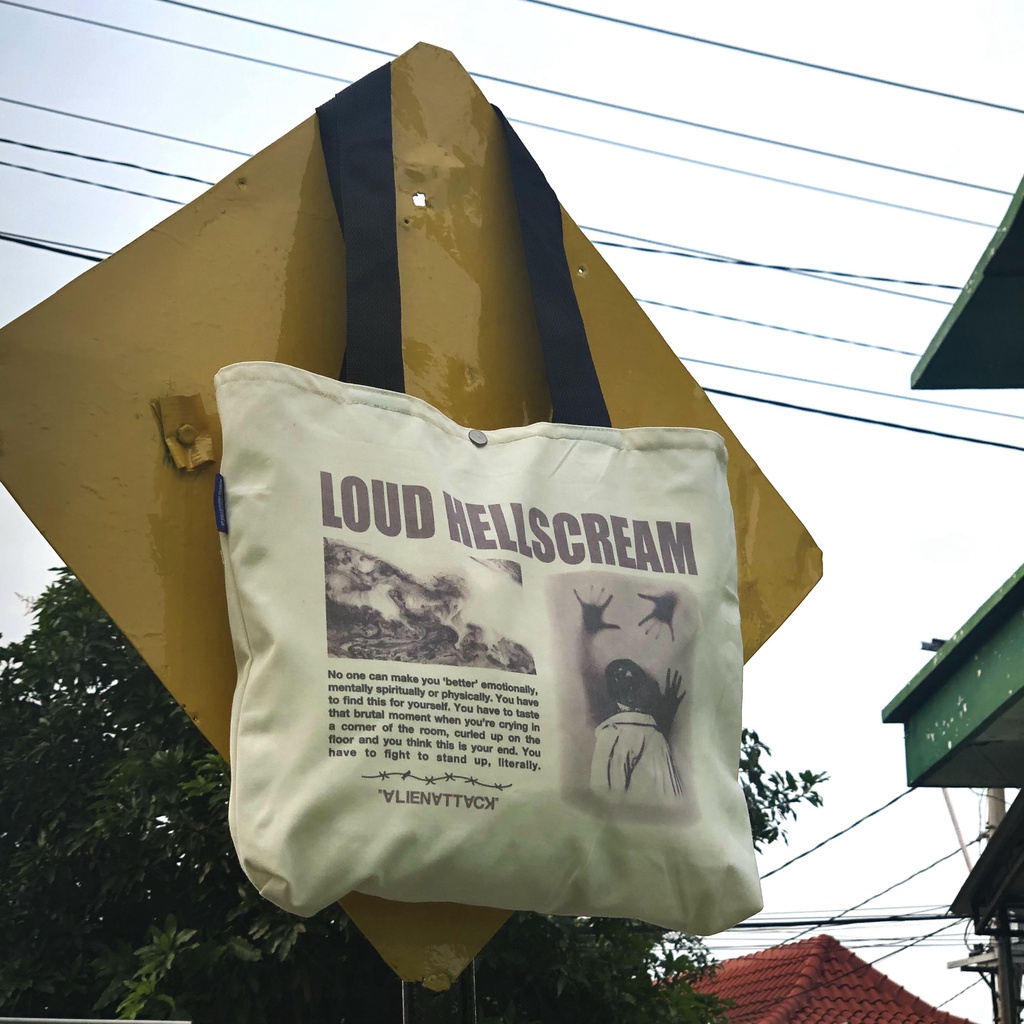 LOUD HELLSCREAM
No one can make you 'better' emotionally,
mentally spiritually or physically. You have
to find this for yourself. You have to taste
that brutal moment when you're crying in
a corner of the room, curled up on the
floor and you think this is your end. You
have to fight to stand up, literally.
"ALIENATTACK"